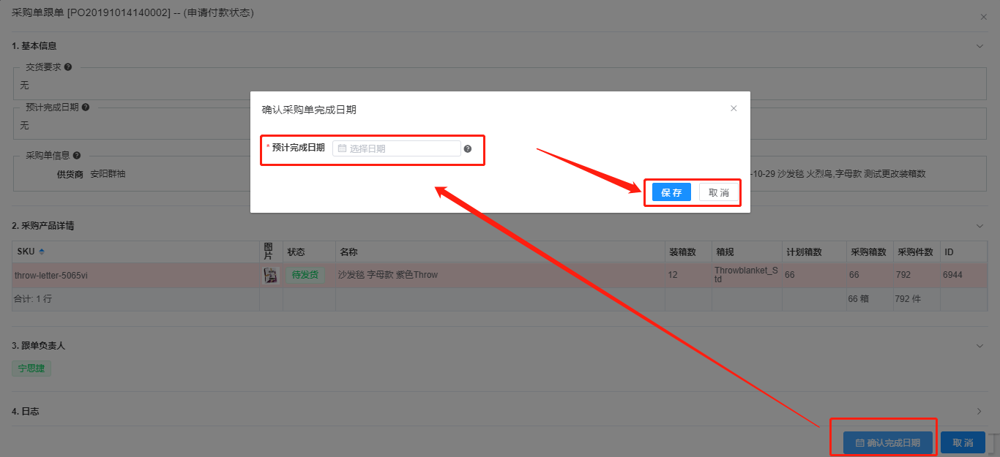 采购单跟单 [PO20191014140002] -- (申请付款状态)
1. 基本信息
交货要求
无
预计完成日期
无
采购单信息
供货商 安阳群袖
-10-29 沙发毯 火烈鸟,字母款 测试更改装箱数
确认采购单完成日期
* 预计完成日期 选择日期
保 存 取 消
2. 采购产品详情
SKU 图片 状态 名称 装箱数 箱规 计划箱数 采购箱数 采购件数 ID
throw-letter-5065vi 待发货 沙发毯 字母款 紫色Throw 12 Throwblanket_Std 66 66 792 6944
合计: 1 行 66 箱 792 件
3. 跟单负责人
宁思捷
4. 日志
确认完成日期 取 消